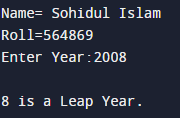 Name= Sohidul Islam
Roll=564869
Enter Year:2008
8 is a Leap Year.